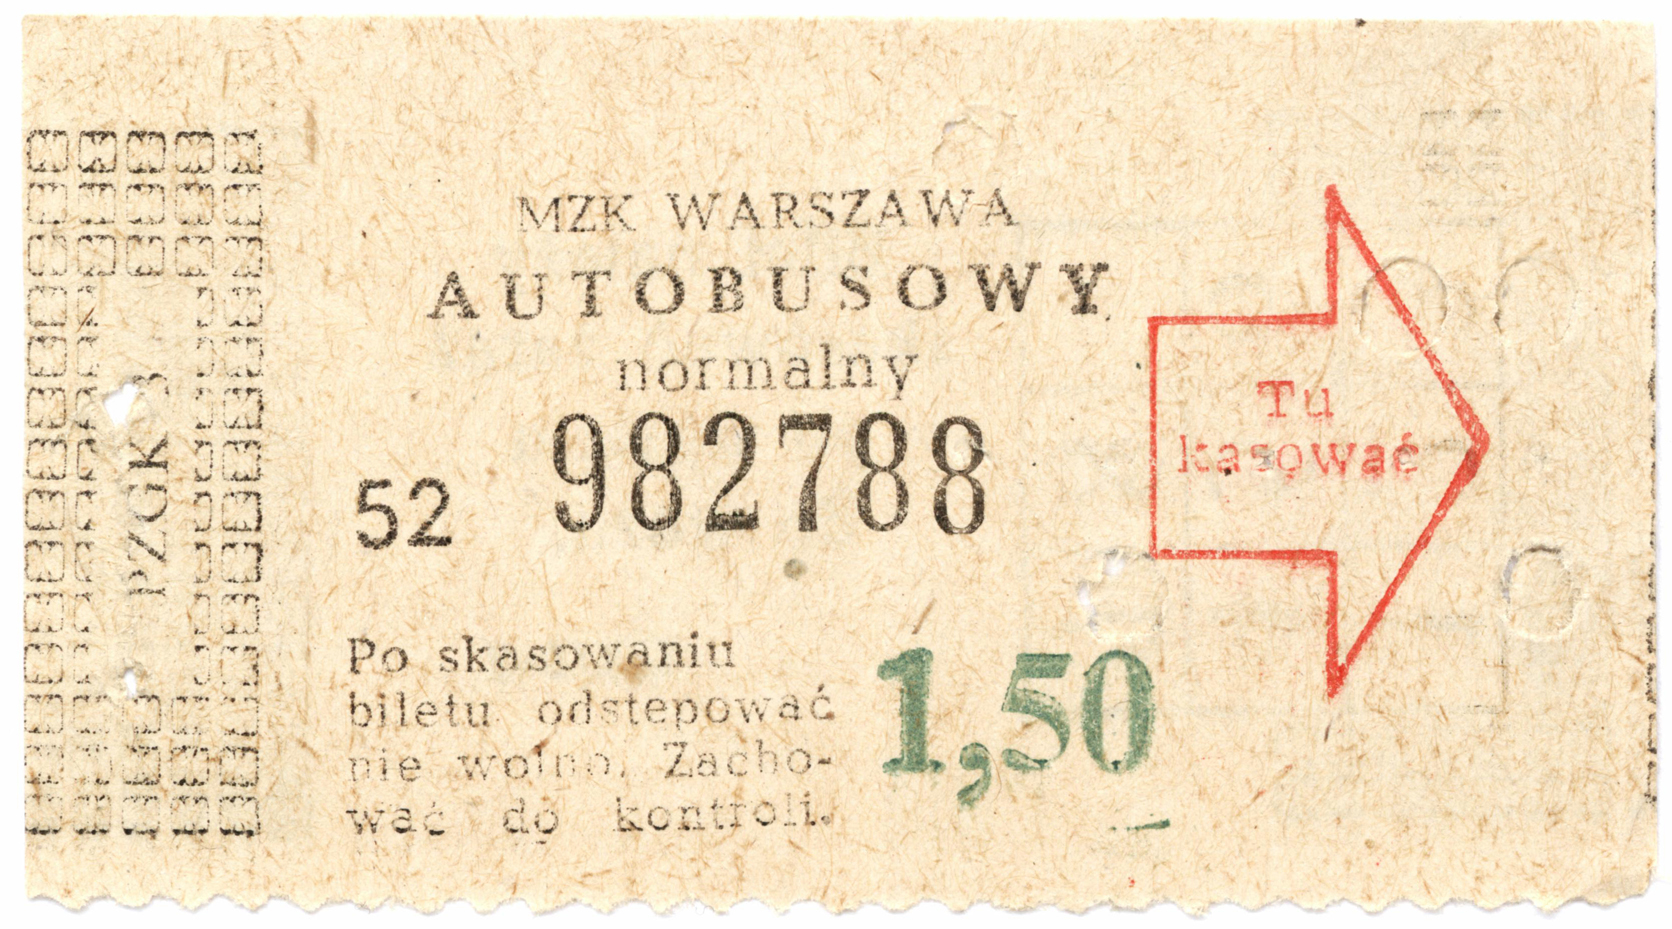 MZK WARSZAWA
AUTOBUSOWY
normalny
52 982788
Tu
kasować
Po skasowaniu
biletu odstępować
nie wolno. Zacho-
wać do kontroli.
1,50
PZGK 3